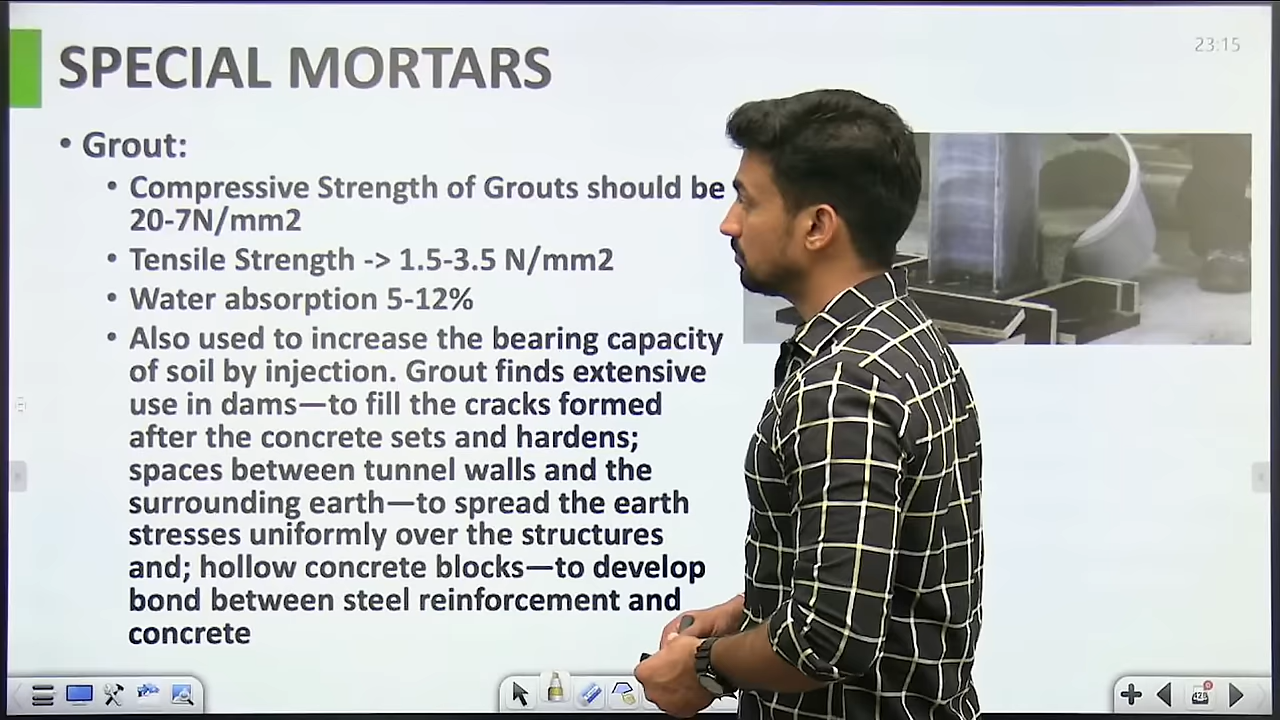 SPECIAL MORTARS
23:15
• Grout:
• Compressive Strength of Grouts should be
20-7N/mm2
• Tensile Strength -> 1.5-3.5 N/mm2
• Water absorption 5-12%
• Also used to increase the bearing capacity
of soil by injection. Grout finds extensive
use in dams—to fill the cracks formed
after the concrete sets and hardens;
spaces between tunnel walls and the
surrounding earth—to spread the earth
stresses uniformly over the structures
and; hollow concrete blocks—to develop
bond between steel reinforcement and
concrete